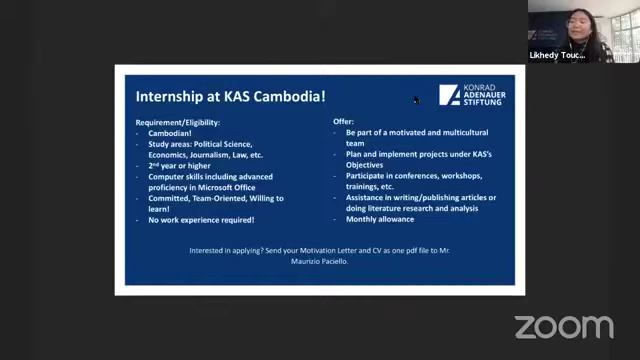 Likhedy Touc...
Internship at KAS Cambodia!
KONRAD
ADENAUER
STIFTUNG
Requirement/Eligibility:
- Cambodian!
- Study areas: Political Science,
Economics, Journalism, Law, etc.
- 2nd year or higher
- Computer skills including advanced
proficiency in Microsoft Office
- Committed, Team-Oriented, Willing to
learn!
- No work experience required!
Offer:
- Be part of a motivated and multicultural
team
- Plan and implement projects under KAS's
Objectives
- Participate in conferences, workshops,
trainings, etc.
- Assistance in writing/publishing articles or
doing literature research and analysis
- Monthly allowance
Interested in applying? Send your Motivation Letter and CV as one pdf file to Mr.
Maurizio Paciello.
zoom